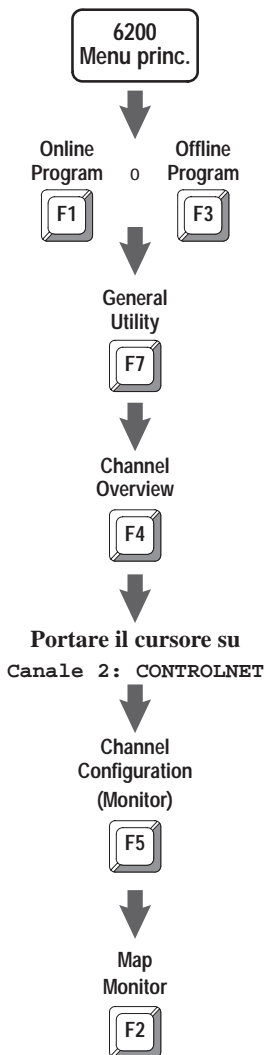 6200
Menu princ.
Online
Program
o
Offline
Program
F1
F3
General
Utility
F7
Channel
Overview
F4
Portare il cursore su
Canale 2: CONTROLNET
Channel
Configuration
(Monitor)
F5
Map
Monitor
F2